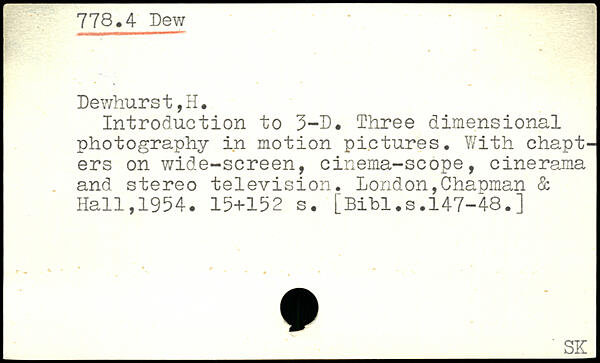 778.4 Dew
Dewhurst,H.
Introduction to 3-D. Three dimensional
photography in motion pictures. With chapt-
ers on wide-screen, cinema-scope, cinerama
and stereo television. London,Chapman &
Hall,1954. 15+152 s. [Bibl.s.147-48.]
SK